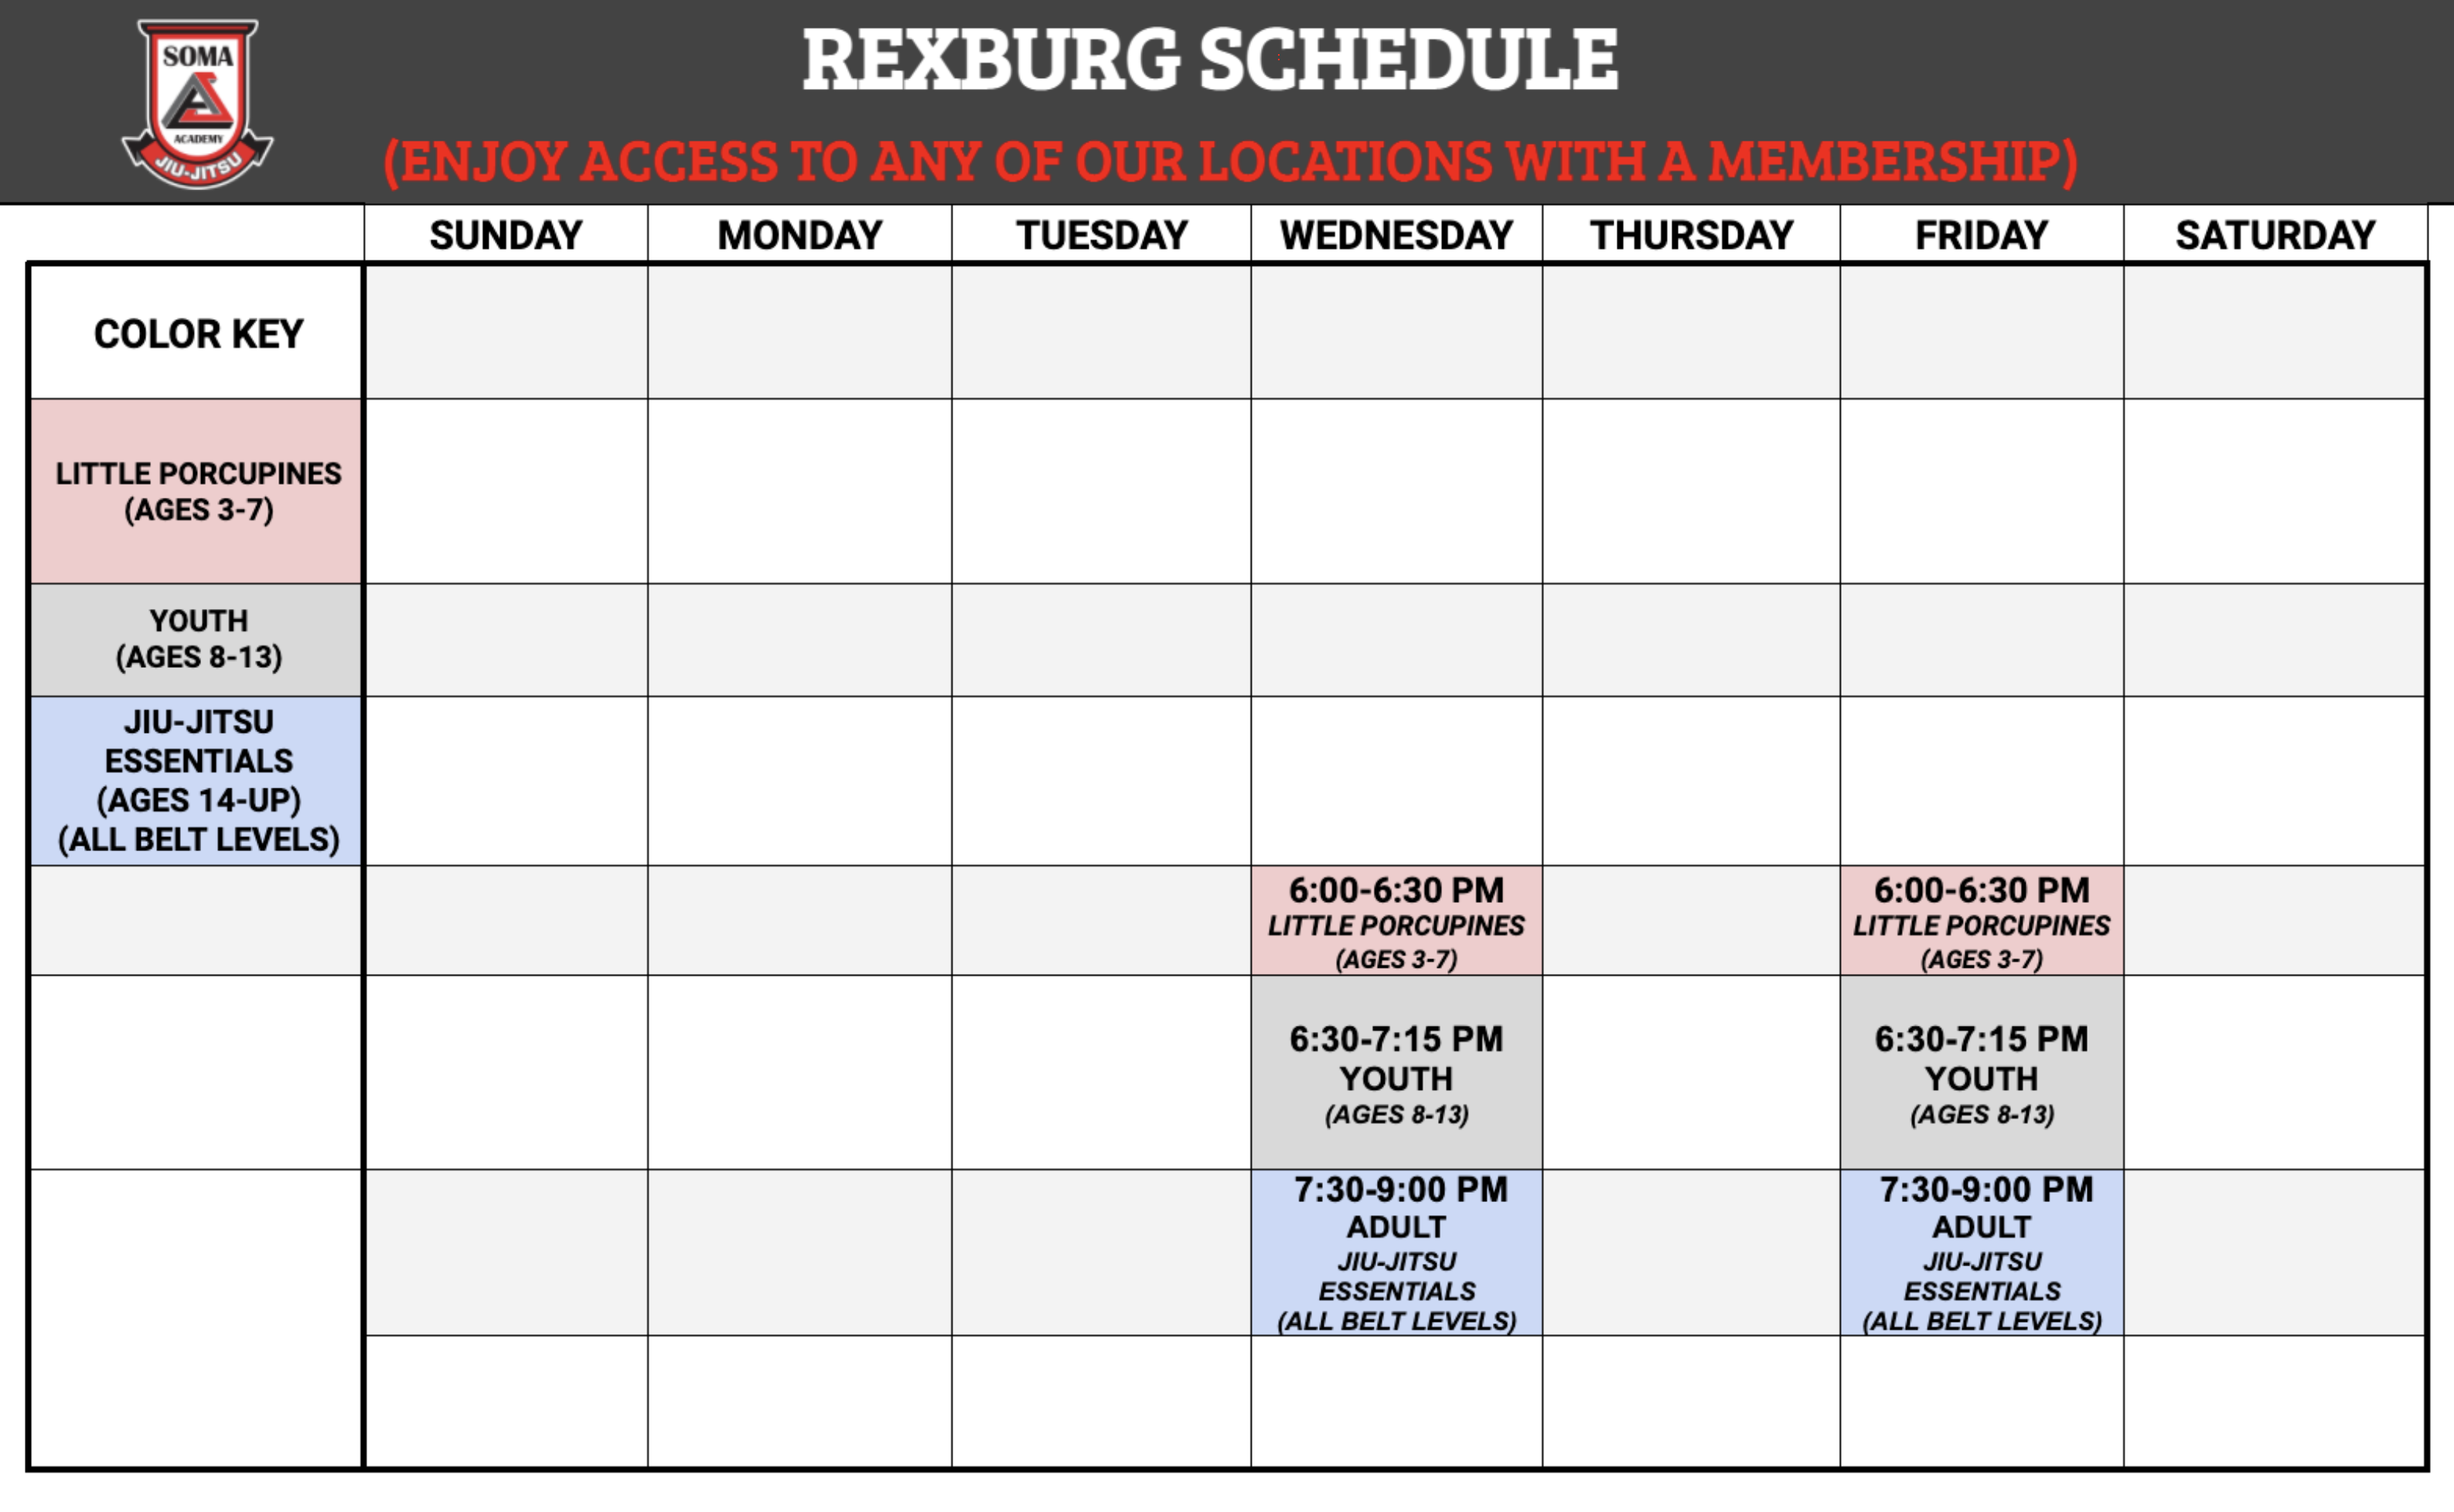 SOMA
ACADEMY
JIU-JITSU
REXBURG SCHEDULE
(ENJOY ACCESS TO ANY OF OUR LOCATIONS WITH A MEMBERSHIP)
SUNDAY MONDAY TUESDAY WEDNESDAY THURSDAY FRIDAY SATURDAY
COLOR KEY
LITTLE PORCUPINES
(AGES 3-7)
YOUTH
(AGES 8-13)
JIU-JITSU
ESSENTIALS
(AGES 14-UP)
(ALL BELT LEVELS)
6:00-6:30 PM
LITTLE PORCUPINES
(AGES 3-7)
6:00-6:30 PM
LITTLE PORCUPINES
(AGES 3-7)
6:30-7:15 PM
YOUTH
(AGES 8-13)
6:30-7:15 PM
YOUTH
(AGES 8-13)
7:30-9:00 PM
ADULT
JIU-JITSU
ESSENTIALS
(ALL BELT LEVELS)
7:30-9:00 PM
ADULT
JIU-JITSU
ESSENTIALS
(ALL BELT LEVELS)